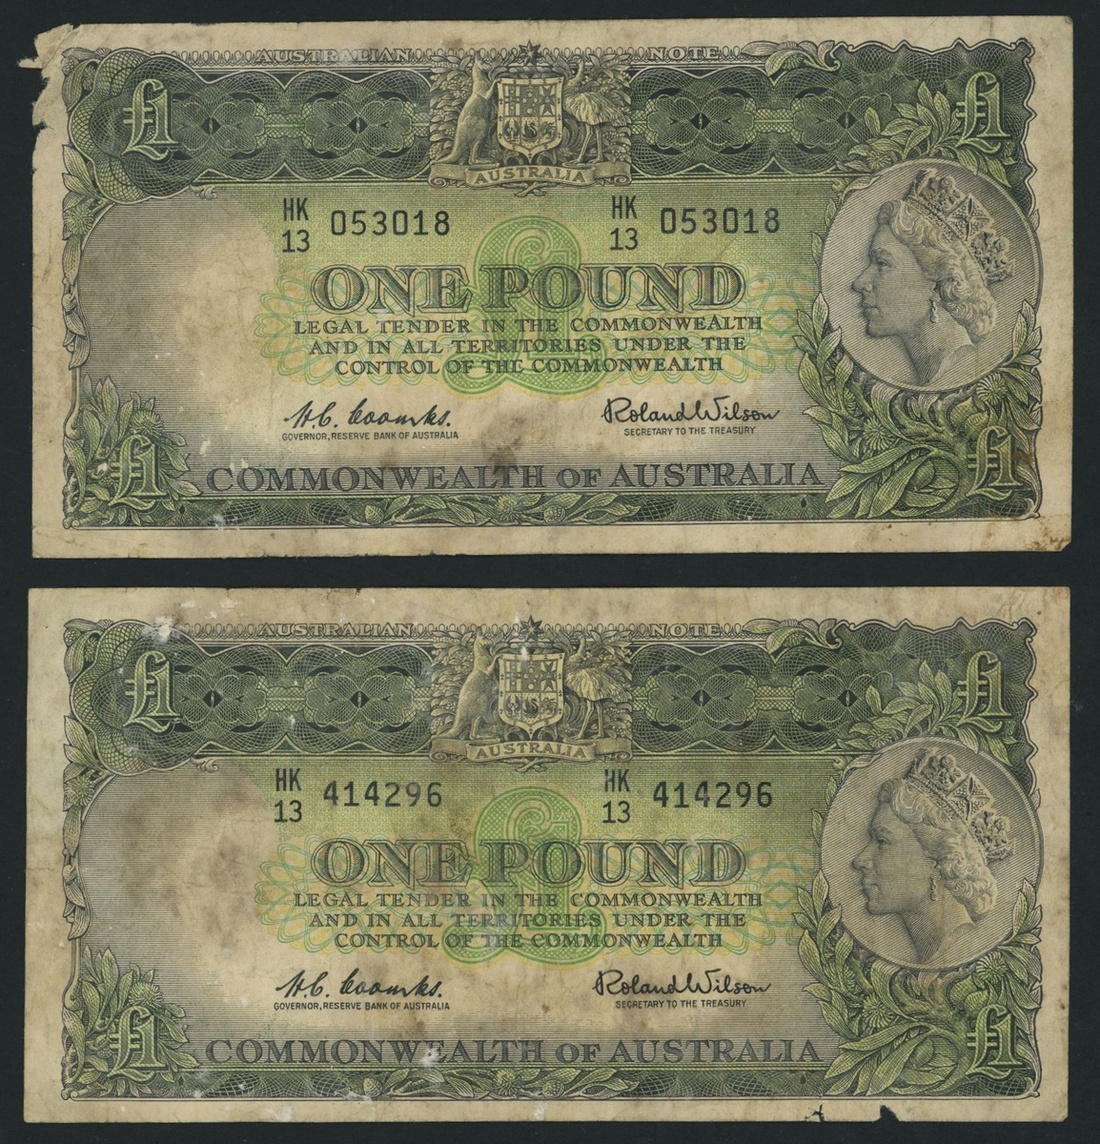 AUSTRALIAN NOTE
£1 £1
AUSTRALIA
HK 13 053018 HK 13 053018
ONE POUND
LEGAL TENDER IN THE COMMONWEALTH
AND IN ALL TERRITORIES UNDER THE
CONTROL OF THE COMMONWEALTH
H.C. Coombs. Roland Wilson
GOVERNOR, RESERVE BANK OF AUSTRALIA SECRETARY TO THE TREASURY
£1 COMMONWEALTH OF AUSTRALIA £1
AUSTRALIAN NOTE
£1 £1
AUSTRALIA
HK 13 414296 HK 13 414296
ONE POUND
LEGAL TENDER IN THE COMMONWEALTH
AND IN ALL TERRITORIES UNDER THE
CONTROL OF THE COMMONWEALTH
H.C. Coombs. Roland Wilson
GOVERNOR, RESERVE BANK OF AUSTRALIA SECRETARY TO THE TREASURY
£1 COMMONWEALTH OF AUSTRALIA £1